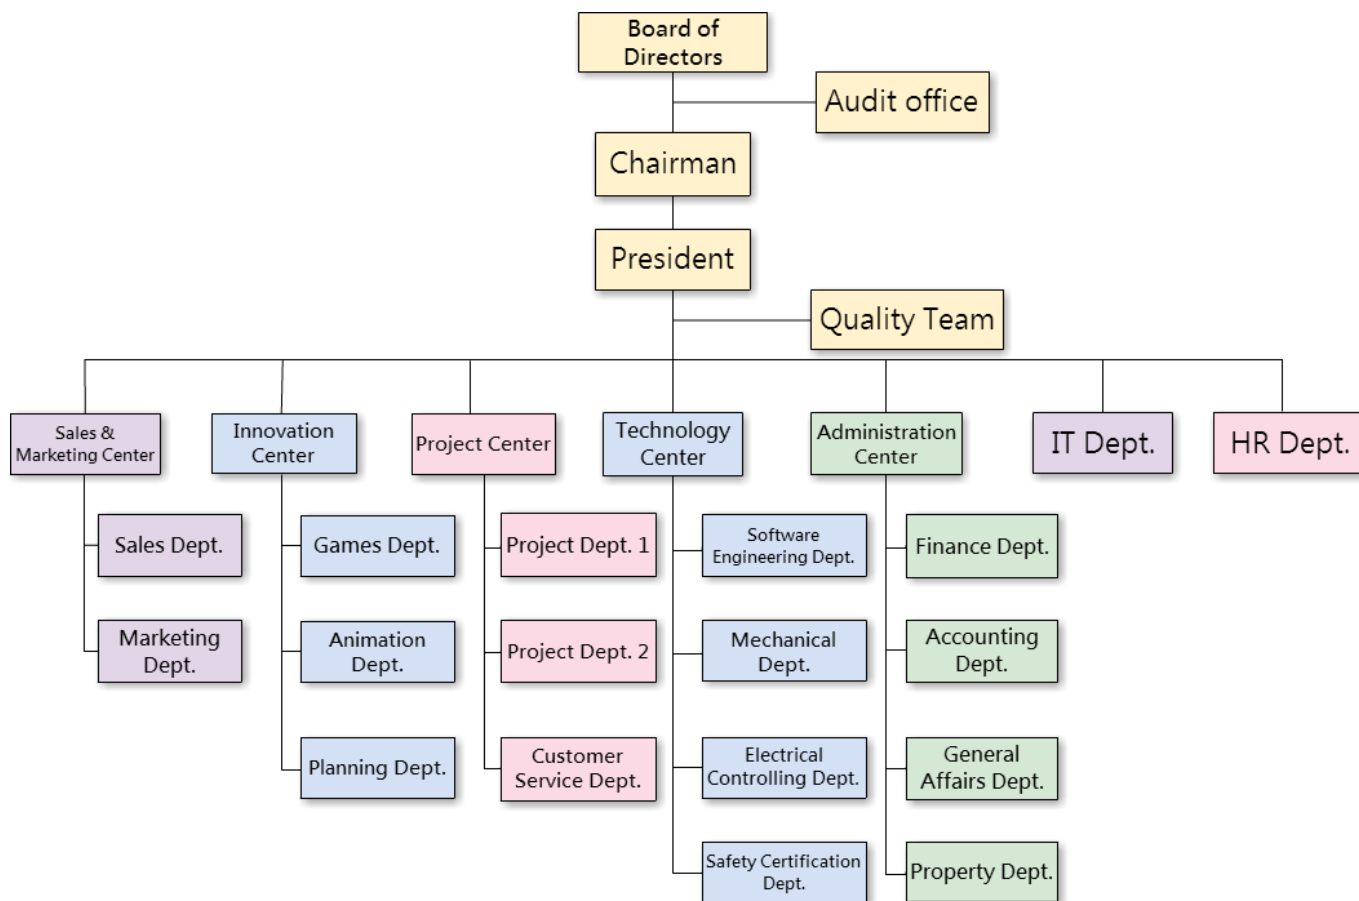 Board of
Directors
Audit office
Chairman
President
Quality Team
Sales &
Marketing Center
Innovation
Center
Project Center
Technology
Center
Administration
Center
IT Dept.
HR Dept.
Sales Dept.
Games Dept.
Project Dept. 1
Software
Engineering Dept.
Finance Dept.
Marketing
Dept.
Animation
Dept.
Project Dept. 2
Mechanical
Dept.
Accounting
Dept.
Planning Dept.
Customer
Service Dept.
Electrical
Controlling Dept.
General
Affairs Dept.
Safety Certification
Dept.
Property Dept.